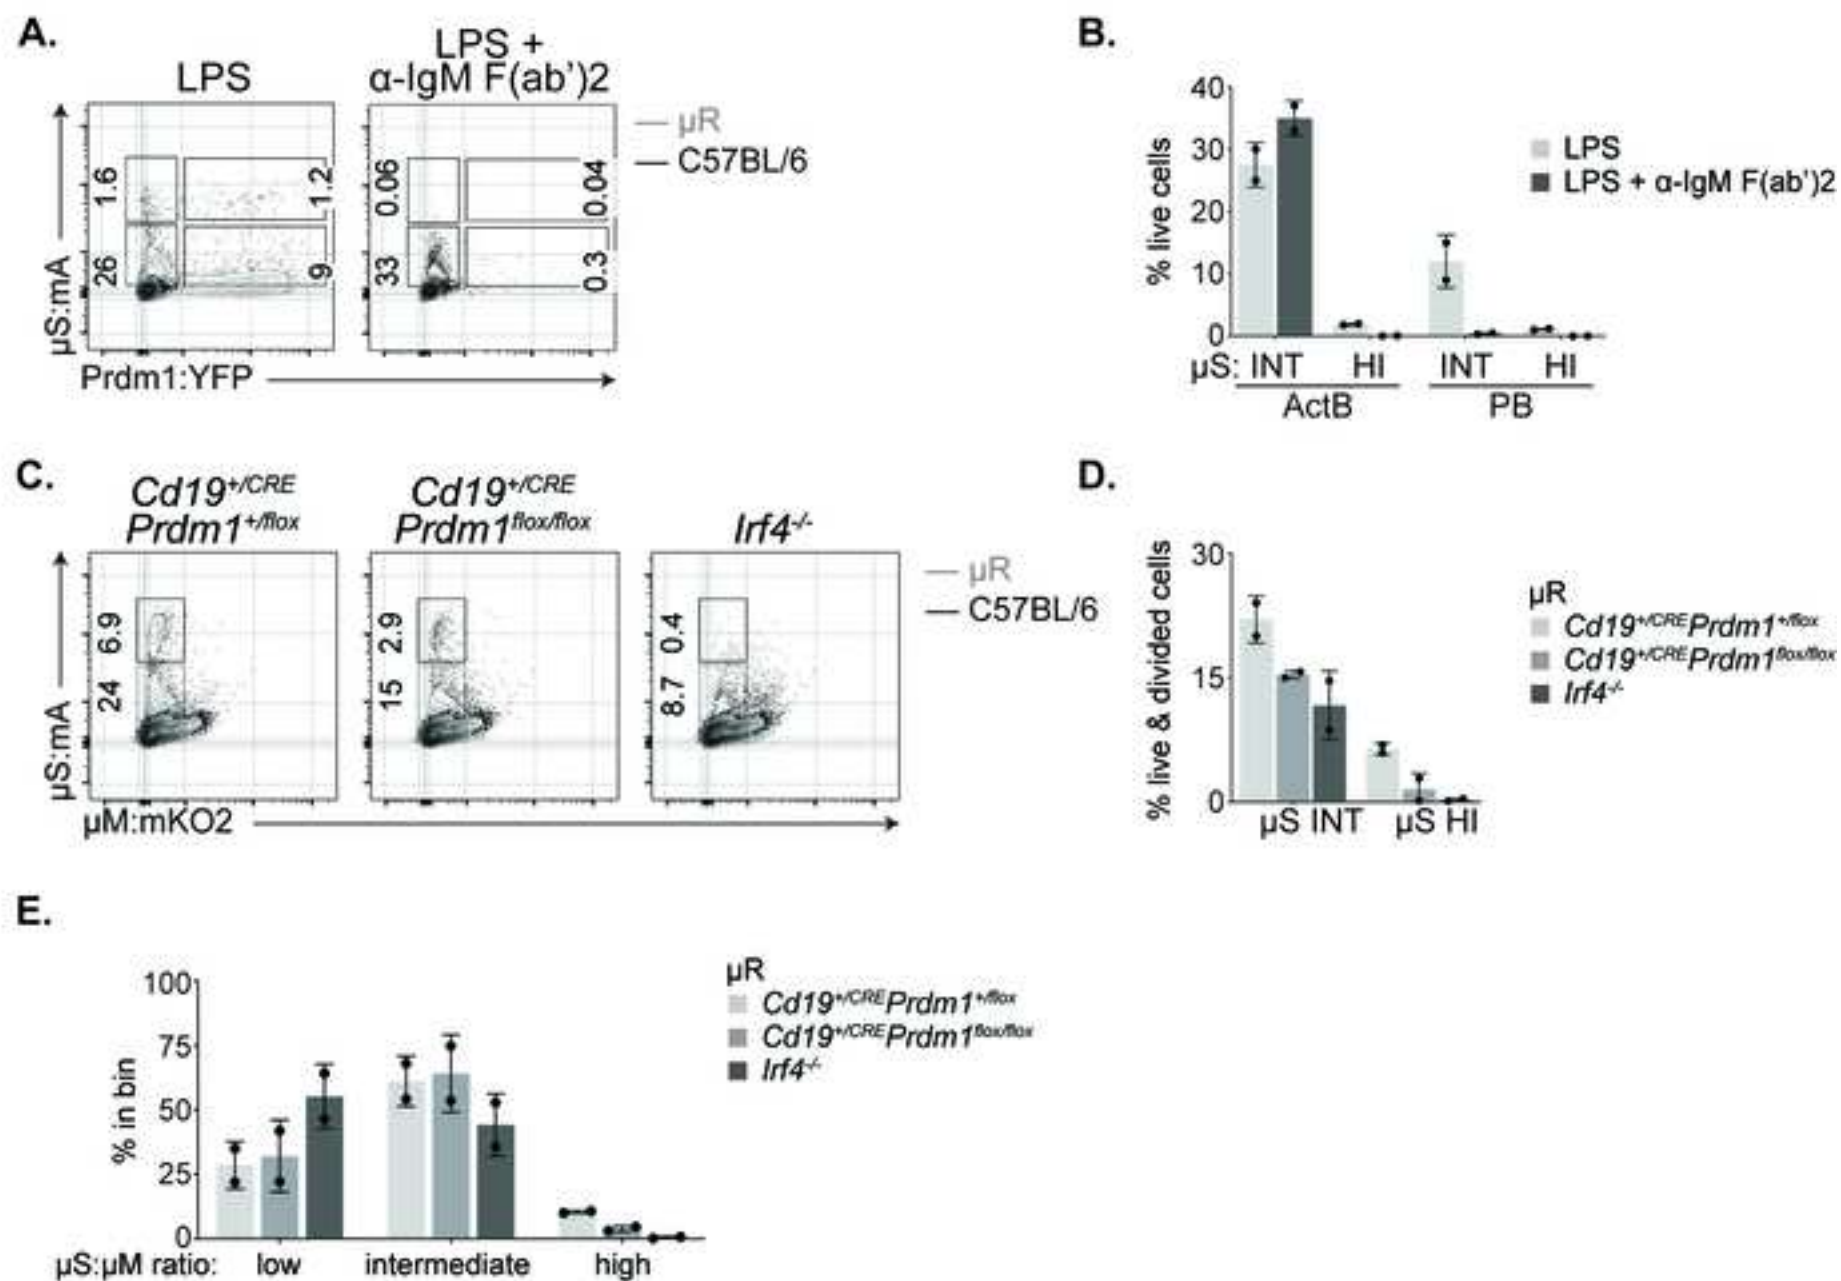 A.
LPS
LPS +
α-IgM F(ab')2
µR
C57BL/6
1.6
1.2
26
9
0.06
0.04
33
0.3
µS:mA
Prdm1:YFP
B.
40
30
20
10
0
% live cells
LPS
LPS + α-IgM F(ab')2
µS: INT HI INT HI
ActB PB
C.
Cd19+/CRE
Prdm1+/flox
Cd19+/CRE
Prdm1flox/flox
Irf4-/-
µR
C57BL/6
6.9
24
2.9
15
0.4
8.7
µS:mA
µM:mKO2
D.
30
15
0
% live & divided cells
µS INT µS HI
µR
Cd19+/CREPrdm1+/flox
Cd19+/CREPrdm1flox/flox
Irf4-/-
E.
100
75
50
25
0
% in bin
µS:µM ratio: low intermediate high
µR
Cd19+/CREPrdm1+/flox
Cd19+/CREPrdm1flox/flox
Irf4-/-